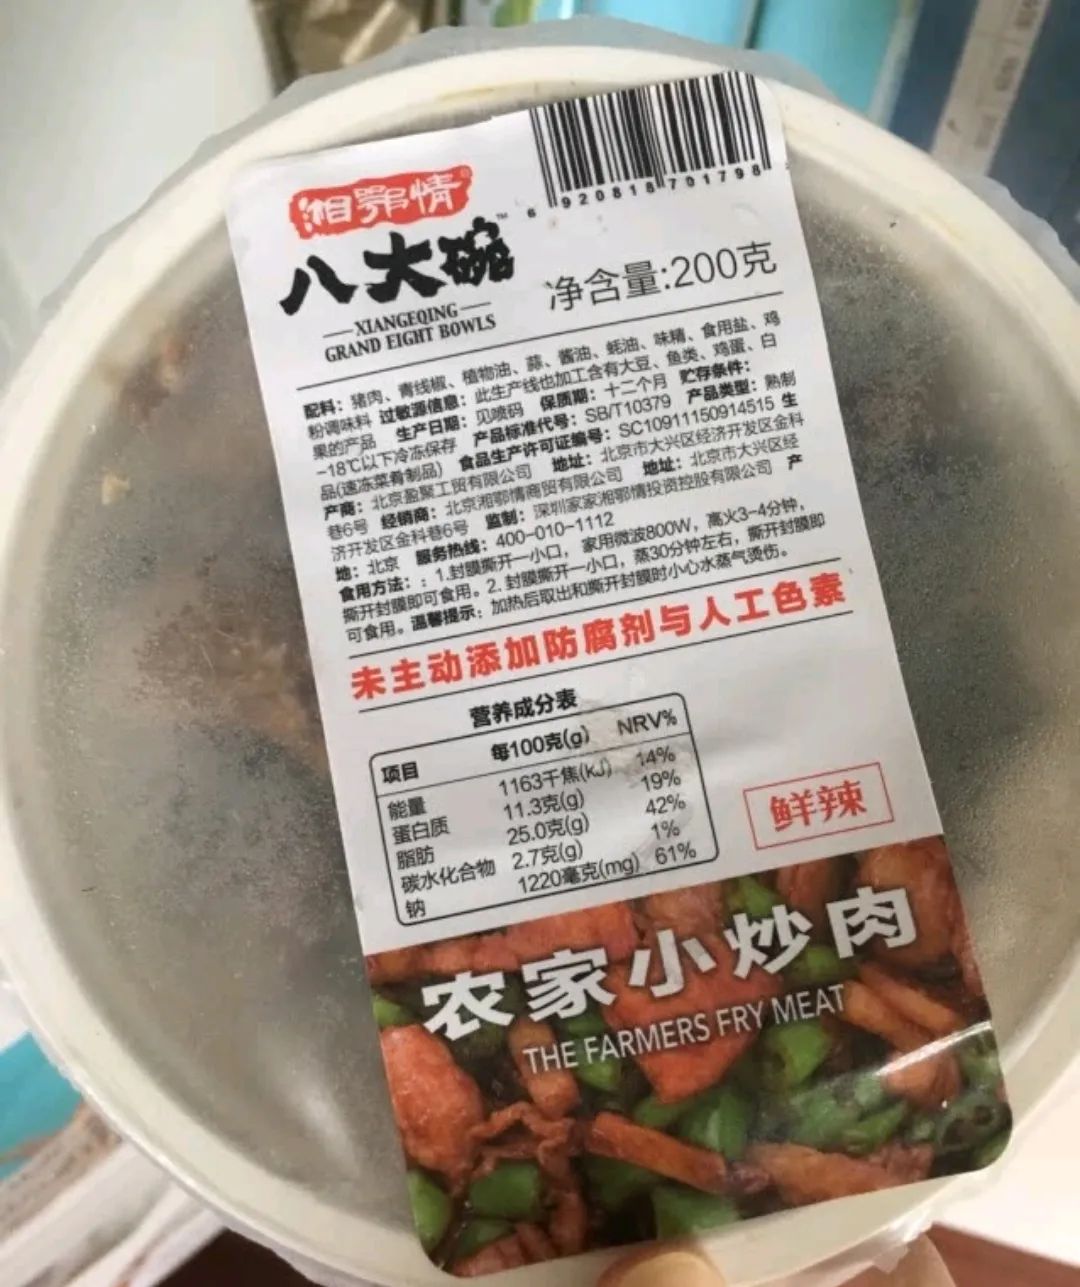 湘鄂情®
八大碗™
XIANGEQING
GRAND EIGHT BOWLS
6 920818 701798
净含量:200克
配料：猪肉、青线椒、植物油、蒜、酱油、蚝油、味精、食用盐、鸡
粉调味料 过敏源信息：此生产线也加工含有大豆、鱼类、鸡蛋、白
果的产品 生产日期：见喷码 保质期：十二个月 贮存条件：
-18℃以下冷冻保存 产品标准代号：SB/T10379 产品类型：熟制
品(速冻菜肴制品) 食品生产许可证编号：SC10911150914515 生
产商：北京盈聚工贸有限公司 地址：北京市大兴区经济开发区金科
巷6号 经销商：北京湘鄂情商贸有限公司 地址：北京市大兴区经
济开发区金科巷6号 监制：深圳家家湘鄂情投资控股有限公司 产
地：北京 服务热线：400-010-1112
食用方法：：1.封膜撕开一小口，家用微波800W，高火3-4分钟，
撕开封膜即可食用。2.封膜撕开一小口，蒸30分钟左右，撕开封膜即
可食用。温馨提示：加热后取出和撕开封膜时小心水蒸气烫伤。
未主动添加防腐剂与人工色素
营养成分表
项目 每100克(g) NRV%
能量 1163千焦(kJ) 14%
蛋白质 11.3克(g) 19%
脂肪 25.0克(g) 42%
碳水化合物 2.7克(g) 1%
钠 1220毫克(mg) 61%
鲜辣
农家小炒肉
THE FARMERS FRY MEAT